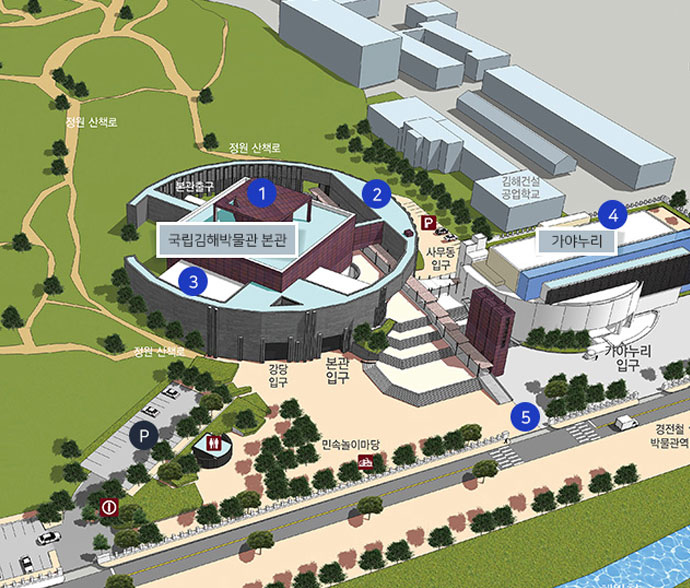 정원 산책로
정원 산책로
본관출구
1
2
P
김해건설
공업학교
4
국립김해박물관 본관
사무동
입구
가야누리
3
정원 산책로
강당
입구
본관
입구
가야누리
입구
5
P
민속놀이마당
경전철
박물관역